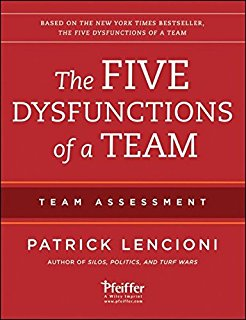 BASED ON THE NEW YORK TIMES BESTSELLER,
THE FIVE DYSFUNCTIONS OF A TEAM
The FIVE
DYSFUNCTIONS
of a TEAM
TEAM ASSESSMENT
PATRICK LENCIONI
AUTHOR OF SILOS, POLITICS, AND TURF WARS
Pfeiffer
A Wiley Imprint
www.pfeiffer.com